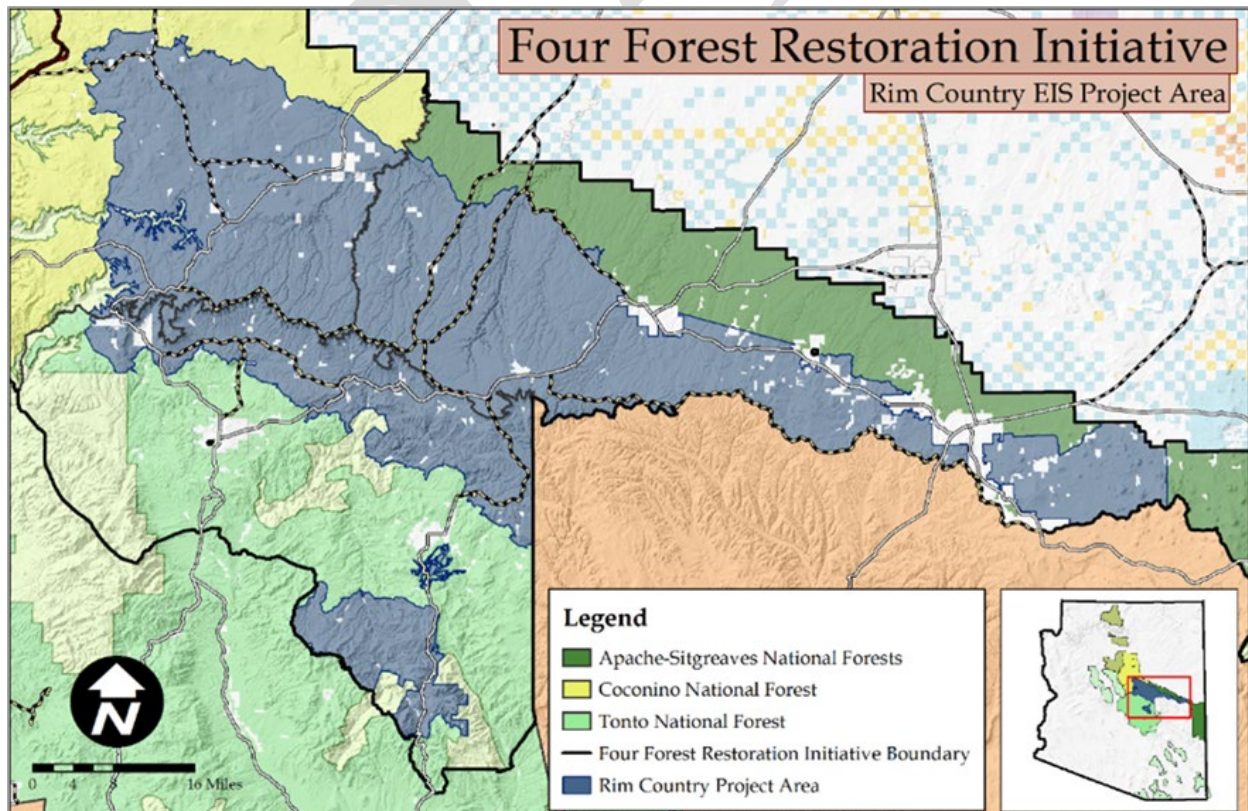 Four Forest Restoration Initiative
Rim Country EIS Project Area
Legend
Apache-Sitgreaves National Forests
Coconino National Forest
Tonto National Forest
Four Forest Restoration Initiative Boundary
Rim Country Project Area
N
0 4 8 16 Miles